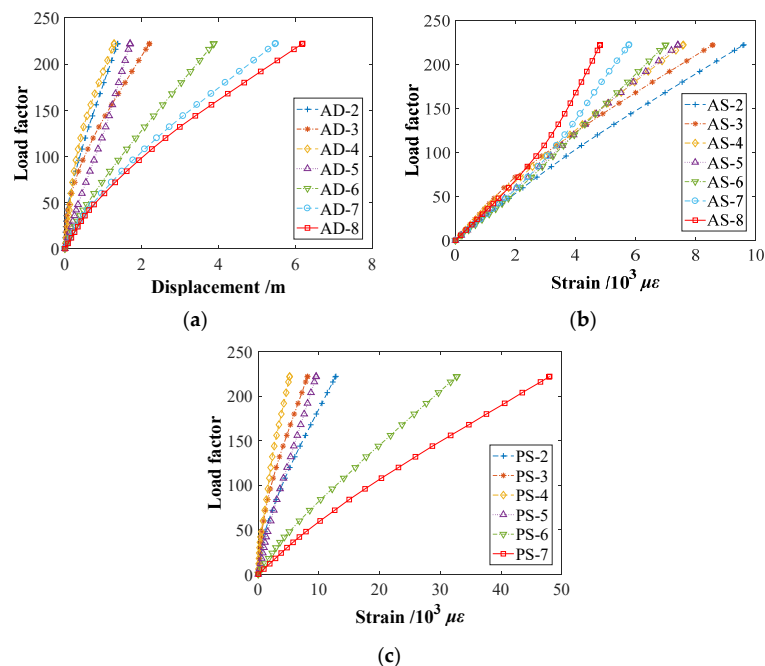 250
200
150
100
50
0
Load factor
AD-2
AD-3
AD-4
AD-5
AD-6
AD-7
AD-8
0 2 4 6 8
Displacement /m
(a)
250
200
150
100
50
0
Load factor
AS-2
AS-3
AS-4
AS-5
AS-6
AS-7
AS-8
0 2 4 6 8 10
Strain /10³ με
(b)
250
200
150
100
50
0
Load factor
PS-2
PS-3
PS-4
PS-5
PS-6
PS-7
0 10 20 30 40 50
Strain /10³ με
(c)